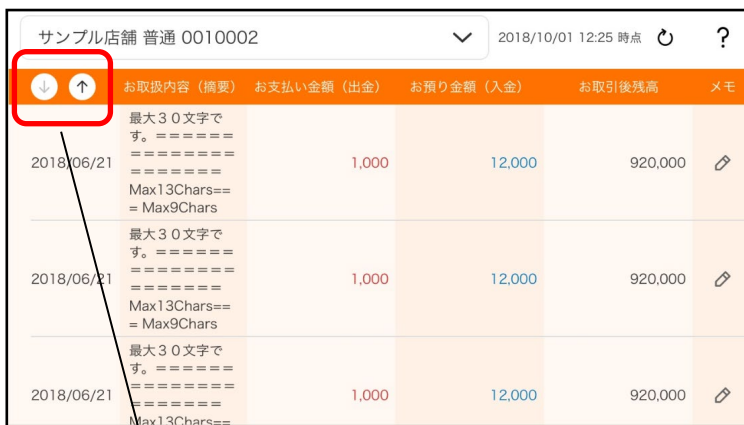 サンプル店舗 普通 0010002 2018/10/01 12:25 時点 ?
お取扱内容（摘要） お支払い金額（出金） お預り金額（入金） お取引後残高 メモ
最大３０文字で
す。＝＝＝＝＝＝
＝＝＝＝＝＝＝＝
2018/06/21 1,000 12,000 920,000
＝＝＝＝＝＝＝
Max13Chars==
= Max9Chars
最大３０文字で
す。＝＝＝＝＝＝
＝＝＝＝＝＝＝＝
2018/06/21 1,000 12,000 920,000
＝＝＝＝＝＝＝
Max13Chars==
= Max9Chars
最大３０文字で
す。＝＝＝＝＝＝
＝＝＝＝＝＝＝＝
2018/06/21 1,000 12,000 920,000
＝＝＝＝＝＝＝
Max13Chars==